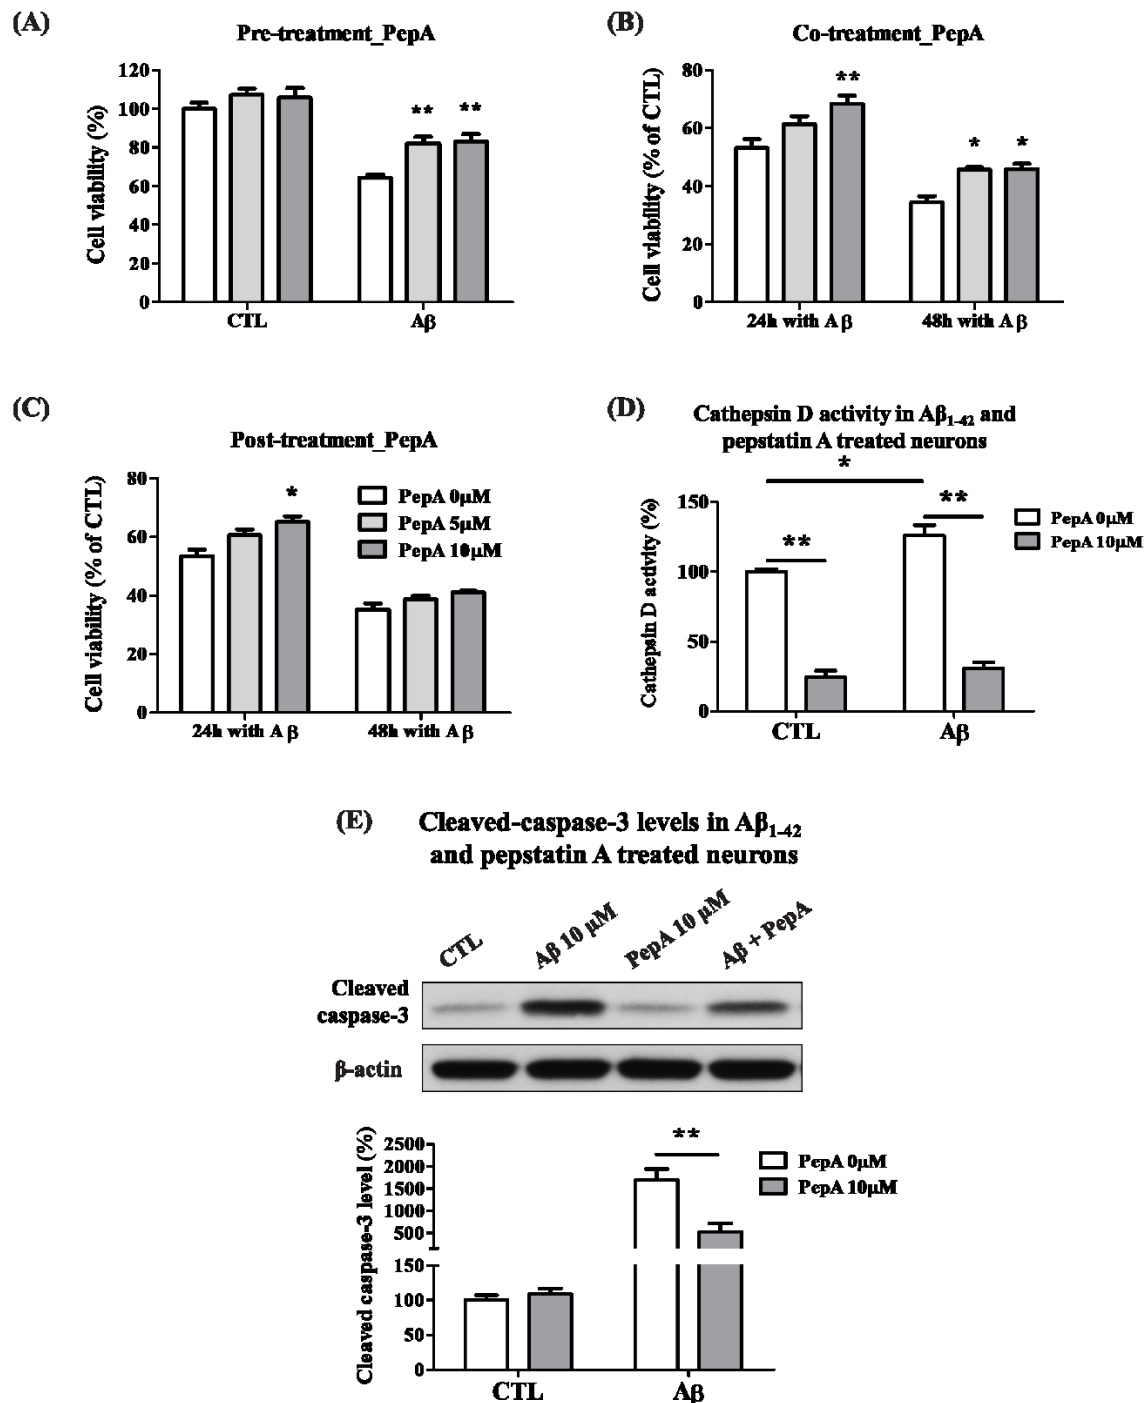 (A)
Pre-treatment_PepA
Cell viability (%)
120
100
80
60
40
20
0
** **
CTL Aβ
(B)
Co-treatment_PepA
Cell viability (% of CTL)
80
60
40
20
0
**
* *
24h with Aβ 48h with Aβ
(C)
Post-treatment_PepA
Cell viability (% of CTL)
80
60
40
20
0
*
PepA 0μM
PepA 5μM
PepA 10μM
24h with Aβ 48h with Aβ
(D)
Cathepsin D activity in Aβ1-42 and
pepstatin A treated neurons
Cathepsin D activity (%)
150
100
50
0
*
**
**
PepA 0μM
PepA 10μM
CTL Aβ
(E) Cleaved-caspase-3 levels in Aβ1-42
and pepstatin A treated neurons
CTL Aβ 10 μM PepA 10 μM Aβ + PepA
Cleaved
caspase-3
β-actin
Cleaved caspase-3 level (%)
2500
2000
1500
1000
500
150
100
50
0
**
PepA 0μM
PepA 10μM
CTL Aβ